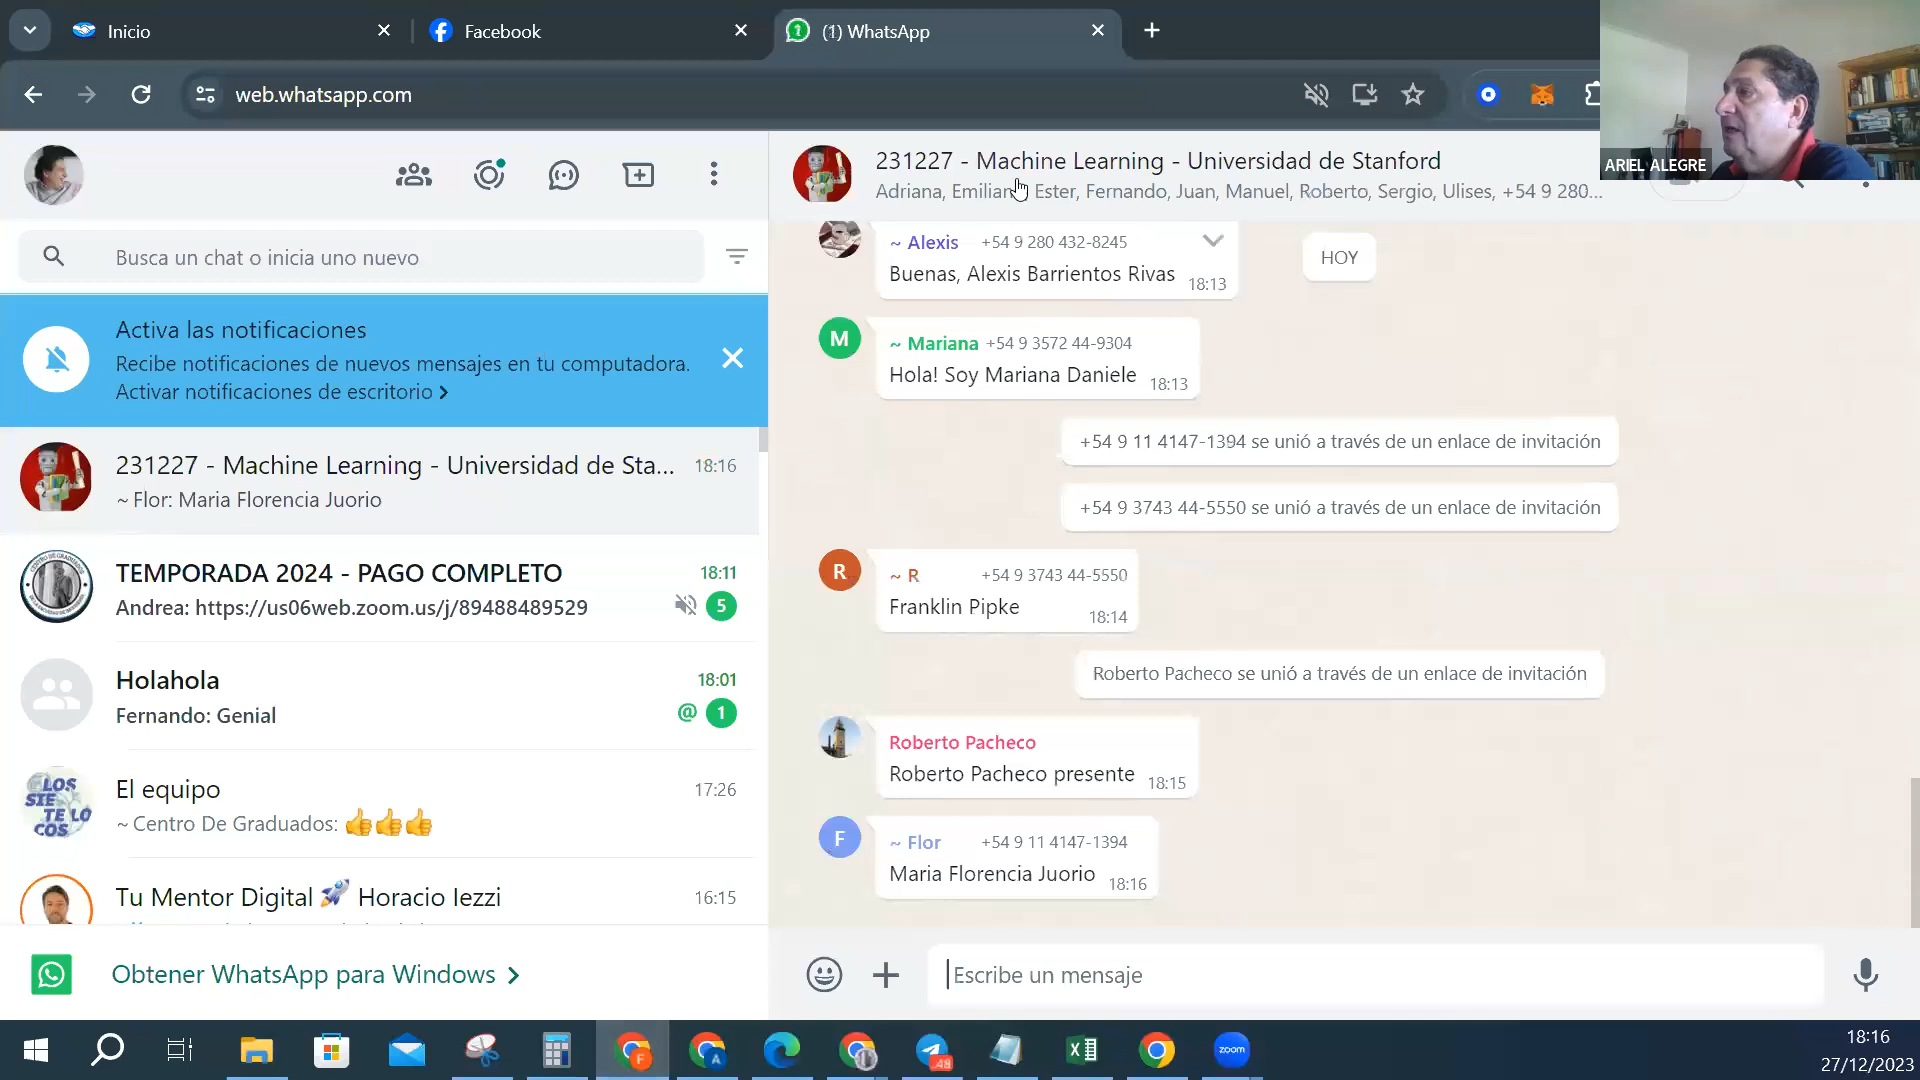 Inicio
Facebook
(1) WhatsApp
web.whatsapp.com
ARIEL ALEGRE
231227 - Machine Learning - Universidad de Stanford
Adriana, Emilian Ester, Fernando, Juan, Manuel, Roberto, Sergio, Ulises, +54 9 280...
Busca un chat o inicia uno nuevo
Activa las notificaciones
Recibe notificaciones de nuevos mensajes en tu computadora.
Activar notificaciones de escritorio
231227 - Machine Learning - Universidad de Sta... 18:16
~ Flor: Maria Florencia Juorio
TEMPORADA 2024 - PAGO COMPLETO 18:11
Andrea: https://us06web.zoom.us/j/89488489529 5
Holahola 18:01
Fernando: Genial @ 1
LOS SIETE LOCOS
El equipo 17:26
~ Centro De Graduados: 👍👍👍
Tu Mentor Digital 🚀 Horacio Iezzi 16:15
Obtener WhatsApp para Windows
HOY
~ Alexis +54 9 280 432-8245
Buenas, Alexis Barrientos Rivas 18:13
M
~ Mariana +54 9 3572 44-9304
Hola! Soy Mariana Daniele 18:13
+54 9 11 4147-1394 se unió a través de un enlace de invitación
+54 9 3743 44-5550 se unió a través de un enlace de invitación
R
~ R +54 9 3743 44-5550
Franklin Pipke 18:14
Roberto Pacheco se unió a través de un enlace de invitación
Roberto Pacheco
Roberto Pacheco presente 18:15
F
~ Flor +54 9 11 4147-1394
Maria Florencia Juorio 18:16
Escribe un mensaje
F
A
48
zoom
18:16
27/12/2023